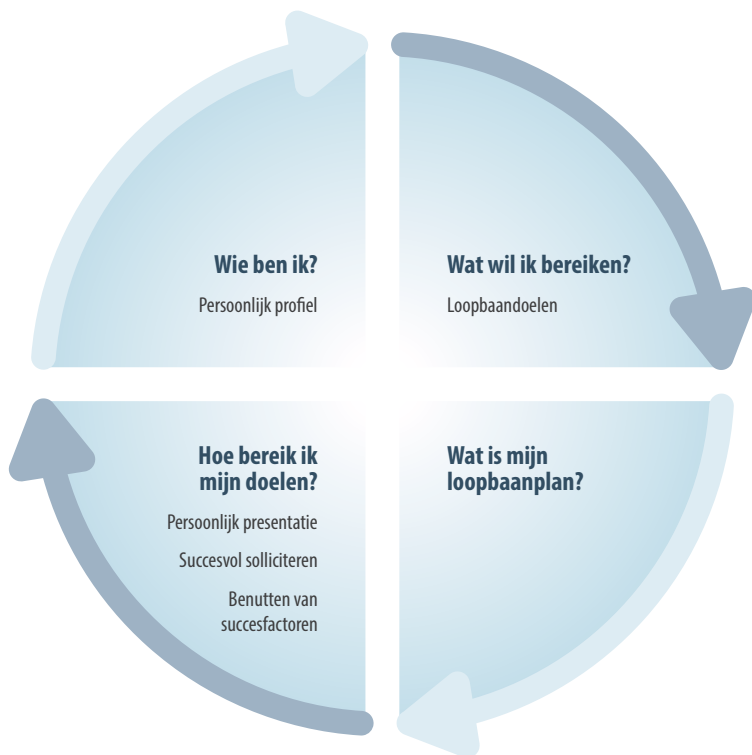 Wie ben ik?
Persoonlijk profiel
Wat wil ik bereiken?
Loopbaandoelen
Hoe bereik ik
mijn doelen?
Persoonlijk presentatie
Succesvol solliciteren
Benutten van
succesfactoren
Wat is mijn
loopbaanplan?